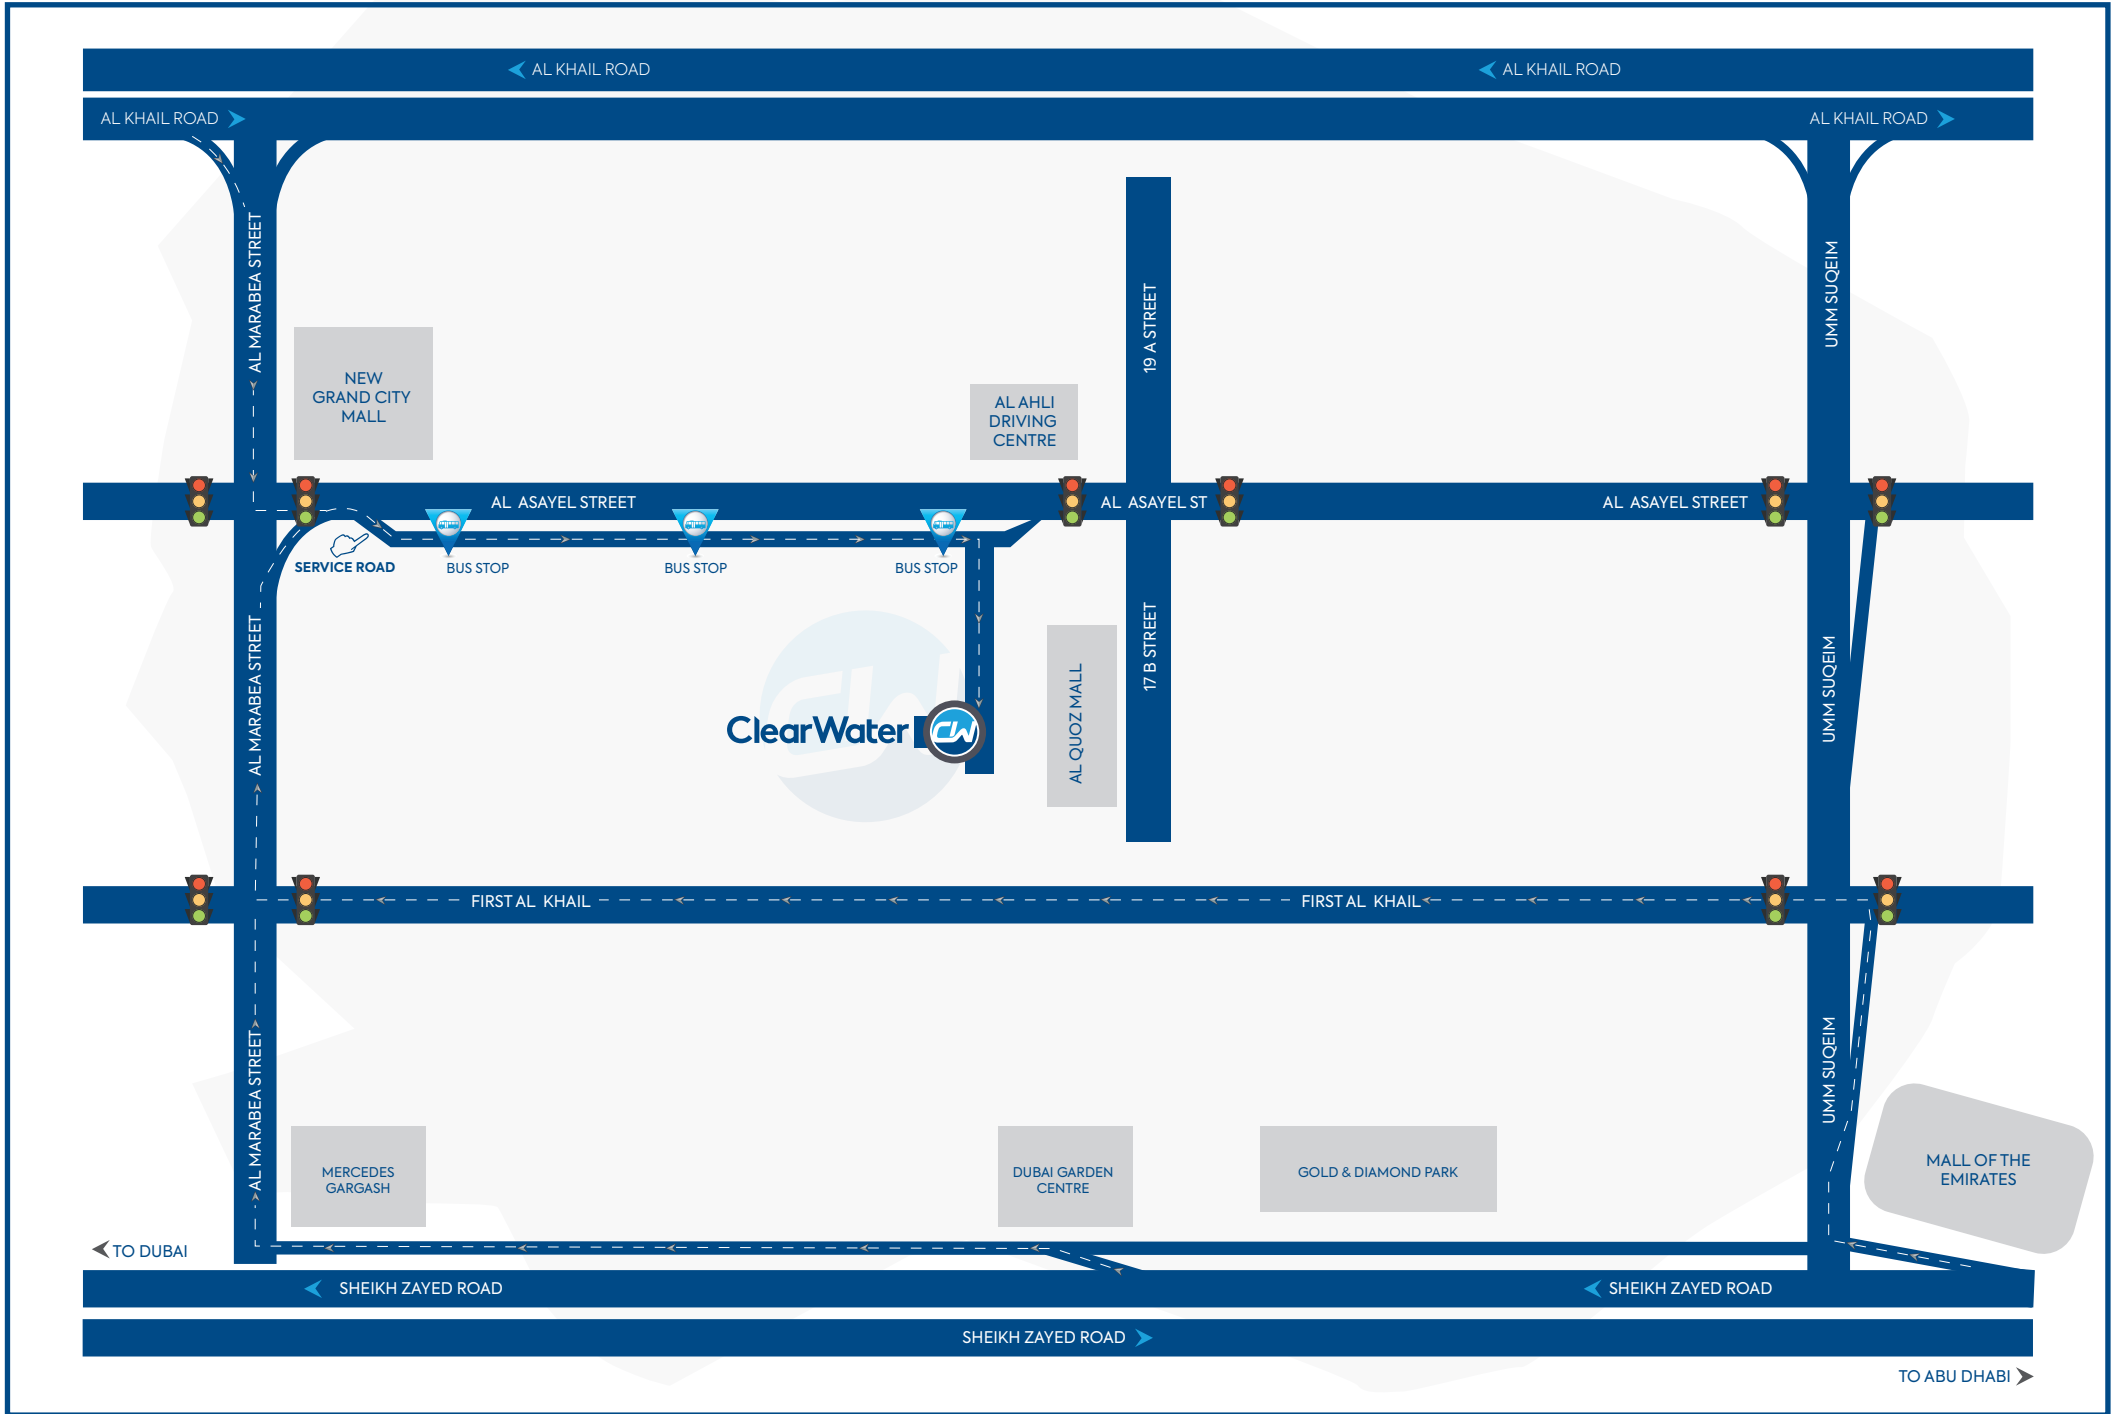 AL KHAIL ROAD
AL KHAIL ROAD
AL KHAIL ROAD
AL KHAIL ROAD
AL MARABEA STREET
19 A STREET
UMM SUQEIM
NEW
GRAND CITY
MALL
AL AHLI
DRIVING
CENTRE
AL ASAYEL STREET
AL ASAYEL ST
AL ASAYEL STREET
SERVICE ROAD
BUS STOP
BUS STOP
BUS STOP
AL MARABEA STREET
17 B STREET
UMM SUQEIM
AL QUOZ MALL
ClearWater
CW
FIRST AL KHAIL
FIRST AL KHAIL
AL MARABEA STREET
UMM SUQEIM
MERCEDES
GARGASH
DUBAI GARDEN
CENTRE
GOLD & DIAMOND PARK
MALL OF THE
EMIRATES
TO DUBAI
SHEIKH ZAYED ROAD
SHEIKH ZAYED ROAD
SHEIKH ZAYED ROAD
TO ABU DHABI